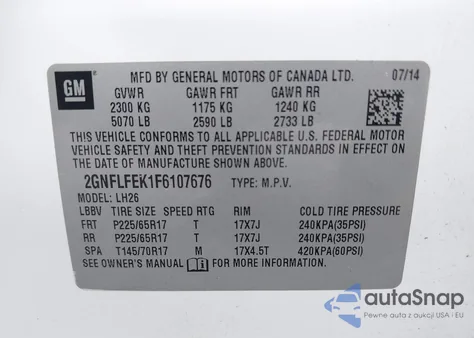 GM
MFD BY GENERAL MOTORS OF CANADA LTD. 07/14
GVWR GAWR FRT GAWR RR
2300 KG 1175 KG 1240 KG
5070 LB 2590 LB 2733 LB
THIS VEHICLE CONFORMS TO ALL APPLICABLE U.S. FEDERAL MOTOR
VEHICLE SAFETY AND THEFT PREVENTION STANDARDS IN EFFECT ON
THE DATE OF MANUFACTURE SHOWN ABOVE.
2GNFLFEK1F6107676 TYPE: M.P.V.
MODEL: LH26
LBBV TIRE SIZE SPEED RTG RIM COLD TIRE PRESSURE
FRT P225/65R17 T 17X7J 240KPA(35PSI)
RR P225/65R17 T 17X7J 240KPA(35PSI)
SPA T145/70R17 M 17X4.5T 420KPA(60PSI)
SEE OWNER'S MANUAL FOR MORE INFORMATION.
autoSnap
Pewne auta z aukcji USA i EU